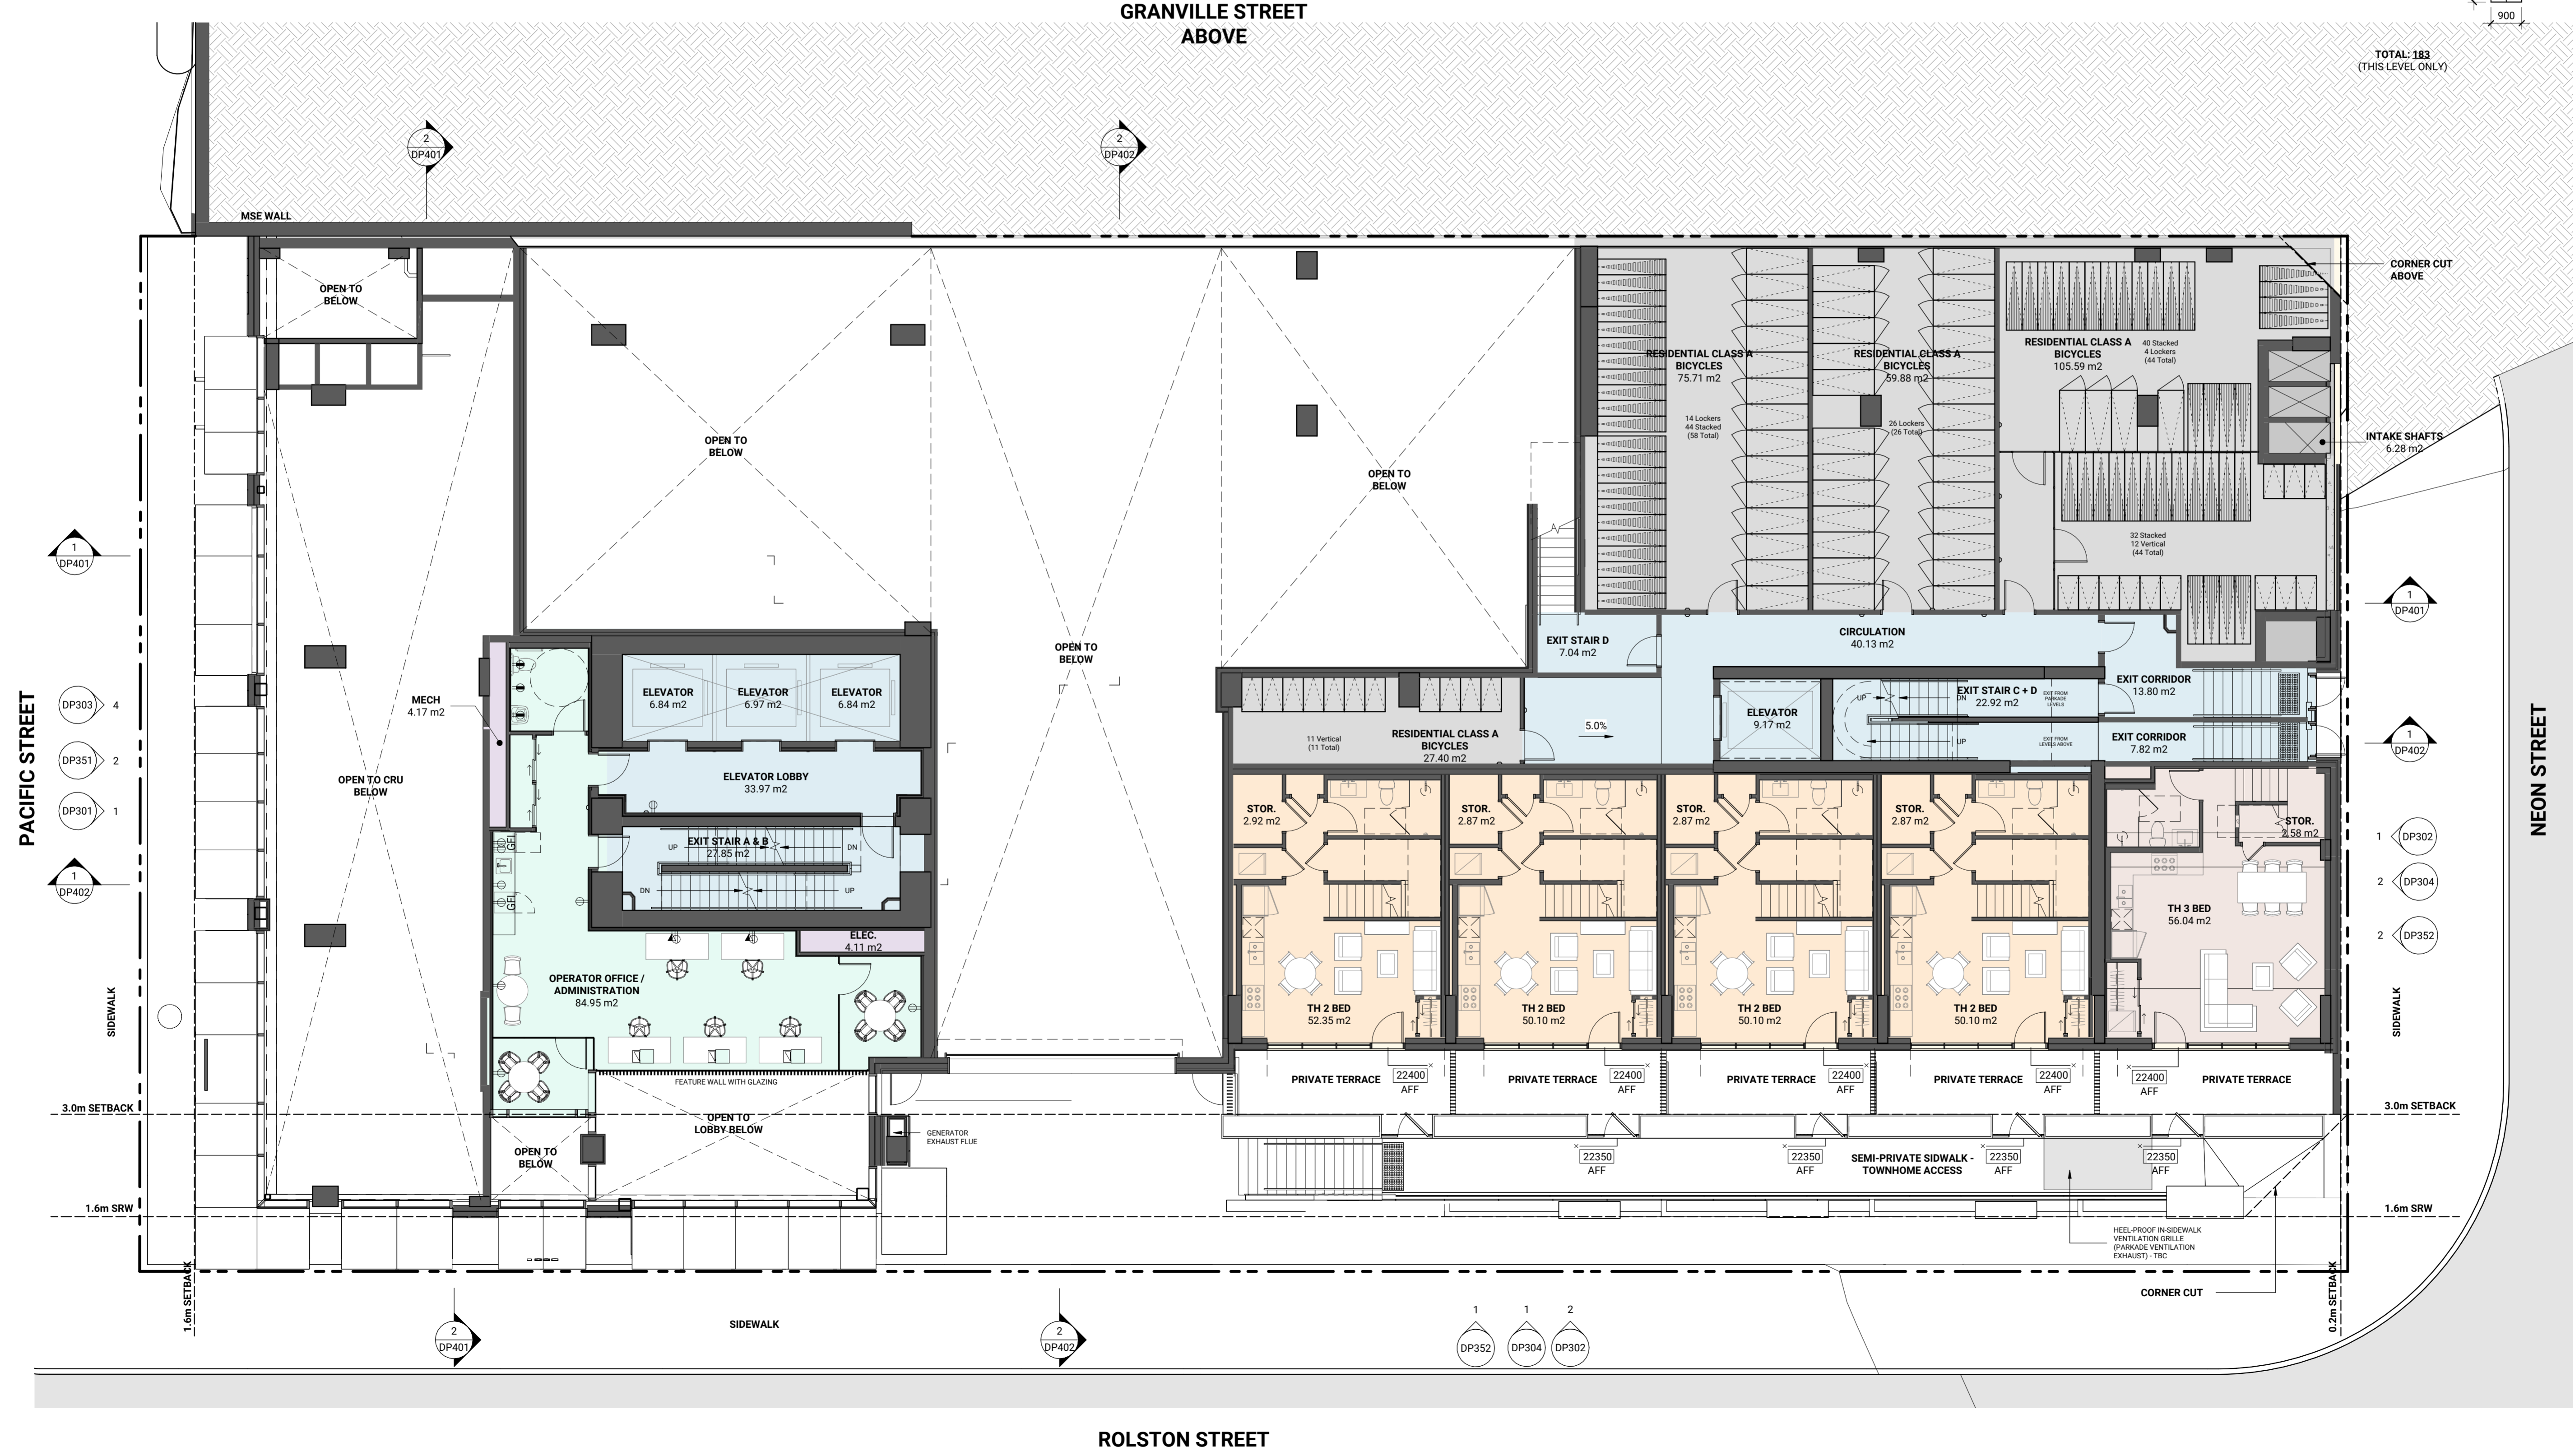 GRANVILLE STREET
ABOVE
900
TOTAL: 183
(THIS LEVEL ONLY)
2
DP401
2
DP402
MSE WALL
CORNER CUT
ABOVE
OPEN TO
BELOW
OPEN TO
BELOW
OPEN TO
BELOW
RESIDENTIAL CLASS A
BICYCLES
75.71 m2
14 Lockers
44 Stacked
(58 Total)
RESIDENTIAL CLASS A
BICYCLES
59.88 m2
26 Lockers
(26 Total)
RESIDENTIAL CLASS A
BICYCLES
105.59 m2
40 Stacked
4 Lockers
(44 Total)
INTAKE SHAFTS
6.28 m2
32 Stacked
12 Vertical
(44 Total)
1
DP401
1
DP401
EXIT STAIR D
7.04 m2
CIRCULATION
40.13 m2
OPEN TO
BELOW
PACIFIC STREET
DP303 4
DP351 2
DP301 1
1
DP402
MECH
4.17 m2
ELEVATOR
6.84 m2
ELEVATOR
6.97 m2
ELEVATOR
6.84 m2
OPEN TO CRU
BELOW
ELEVATOR LOBBY
33.97 m2
EXIT STAIR A & B
27.85 m2
UP
DN
DN
UP
11 Vertical
(11 Total)
RESIDENTIAL CLASS A
BICYCLES
27.40 m2
5.0%
ELEVATOR
9.17 m2
UP
DN
EXIT STAIR C + D
22.92 m2
EXIT FROM
PARKADE
LEVELS
UP
EXIT FROM
LEVELS ABOVE
EXIT CORRIDOR
13.80 m2
EXIT CORRIDOR
7.82 m2
1
DP402
NEON STREET
STOR.
2.92 m2
STOR.
2.87 m2
STOR.
2.87 m2
STOR.
2.87 m2
STOR.
2.58 m2
1 DP302
2 DP304
2 DP352
ELEC.
4.11 m2
OPERATOR OFFICE /
ADMINISTRATION
84.95 m2
TH 2 BED
52.35 m2
TH 2 BED
50.10 m2
TH 2 BED
50.10 m2
TH 2 BED
50.10 m2
TH 3 BED
56.04 m2
SIDEWALK
SIDEWALK
FEATURE WALL WITH GLAZING
PRIVATE TERRACE
22400
AFF
PRIVATE TERRACE
22400
AFF
PRIVATE TERRACE
22400
AFF
PRIVATE TERRACE
22400
AFF
22400
AFF
PRIVATE TERRACE
3.0m SETBACK
3.0m SETBACK
OPEN TO
LOBBY BELOW
OPEN TO
BELOW
GENERATOR
EXHAUST FLUE
22350
AFF
22350
AFF
SEMI-PRIVATE SIDWALK -
TOWNHOME ACCESS
22350
AFF
22350
AFF
1.6m SRW
1.6m SRW
HEEL-PROOF IN-SIDEWALK
VENTILATION GRILLE
(PARKADE VENTILATION
EXHAUST) - TBC
CORNER CUT
1.6m SETBACK
0.2m SETBACK
2
DP401
SIDEWALK
2
DP402
1
DP352
1
DP304
2
DP302
ROLSTON STREET